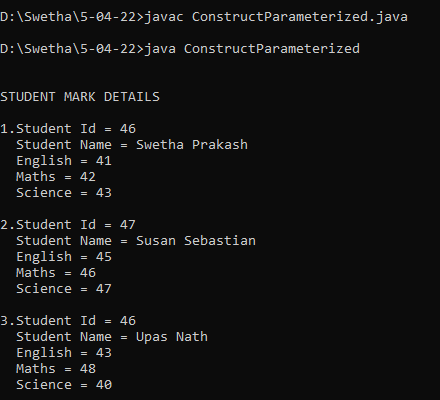 D:\Swetha\5-04-22>javac ConstructParameterized.java
D:\Swetha\5-04-22>java ConstructParameterized
STUDENT MARK DETAILS
1.Student Id = 46
Student Name = Swetha Prakash
English = 41
Maths = 42
Science = 43
2.Student Id = 47
Student Name = Susan Sebastian
English = 45
Maths = 46
Science = 47
3.Student Id = 46
Student Name = Upas Nath
English = 43
Maths = 48
Science = 40